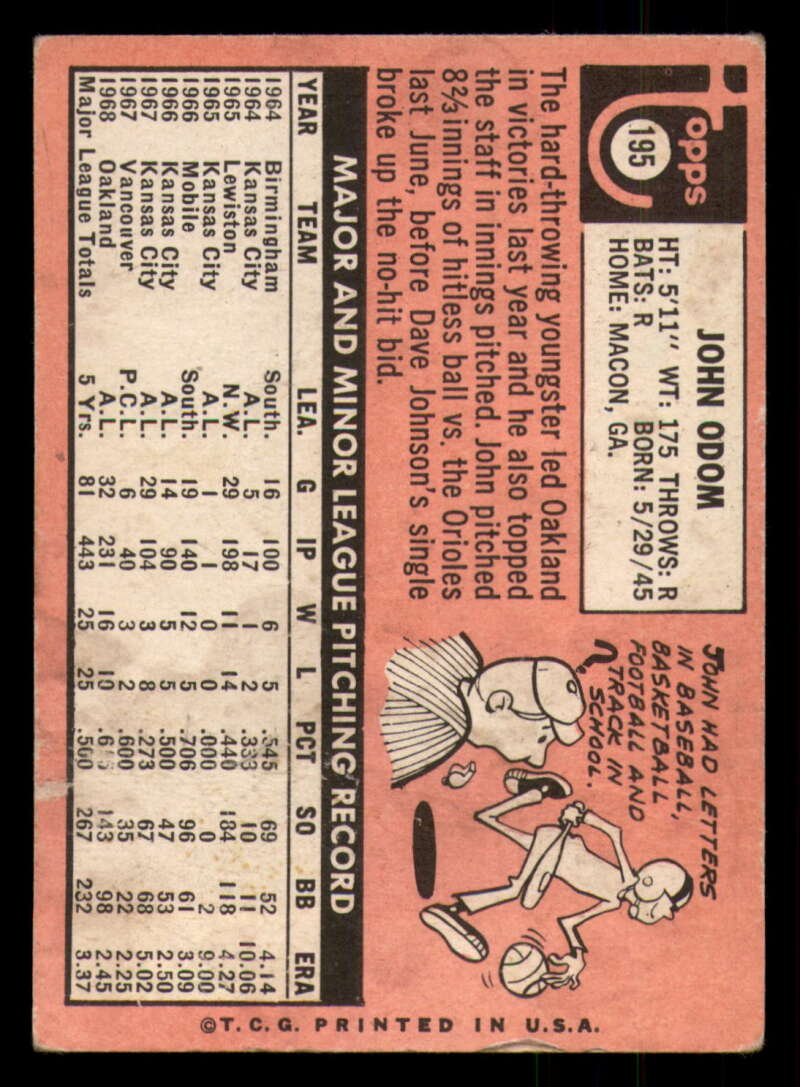 topps
195
JOHN ODOM
HT: 5'11" WT: 175 THROWS: R
BATS: R BORN: 5/29/45
HOME: MACON, GA.
The hard-throwing youngster led Oakland
in victories last year and he also topped
the staff in innings pitched. John pitched
8⅔ innings of hitless ball vs. the Orioles
last June, before Dave Johnson's single
broke up the no-hit bid.
JOHN HAD LETTERS
IN BASEBALL,
BASKETBALL
FOOTBALL AND
TRACK IN
SCHOOL.
MAJOR AND MINOR LEAGUE PITCHING RECORD
YEAR TEAM LEA. G IP W L PCT SO BB ERA
1964 Birmingham South. 16 100 6 5 .545 69 52 4.14
1964 Kansas City A.L. 5 17 1 2 .333 10 11 10.06
1965 Lewiston N.W. 29 198 11 14 .440 184 118 4.27
1965 Kansas City A.L. 1 1 0 0 .000 0 2 9.00
1966 Mobile South. 19 140 12 5 .706 96 61 3.09
1966 Kansas City A.L. 14 90 5 5 .500 47 53 2.50
1967 Kansas City A.L. 29 104 3 8 .273 67 68 5.02
1967 Vancouver P.C.L. 6 40 3 2 .600 35 22 2.25
1968 Oakland A.L. 32 231 16 10 143 98 2.45
Major League Totals 5 Yrs. 81 443 25 25 .500 267 232 3.37
©T.C.G. PRINTED IN U.S.A.